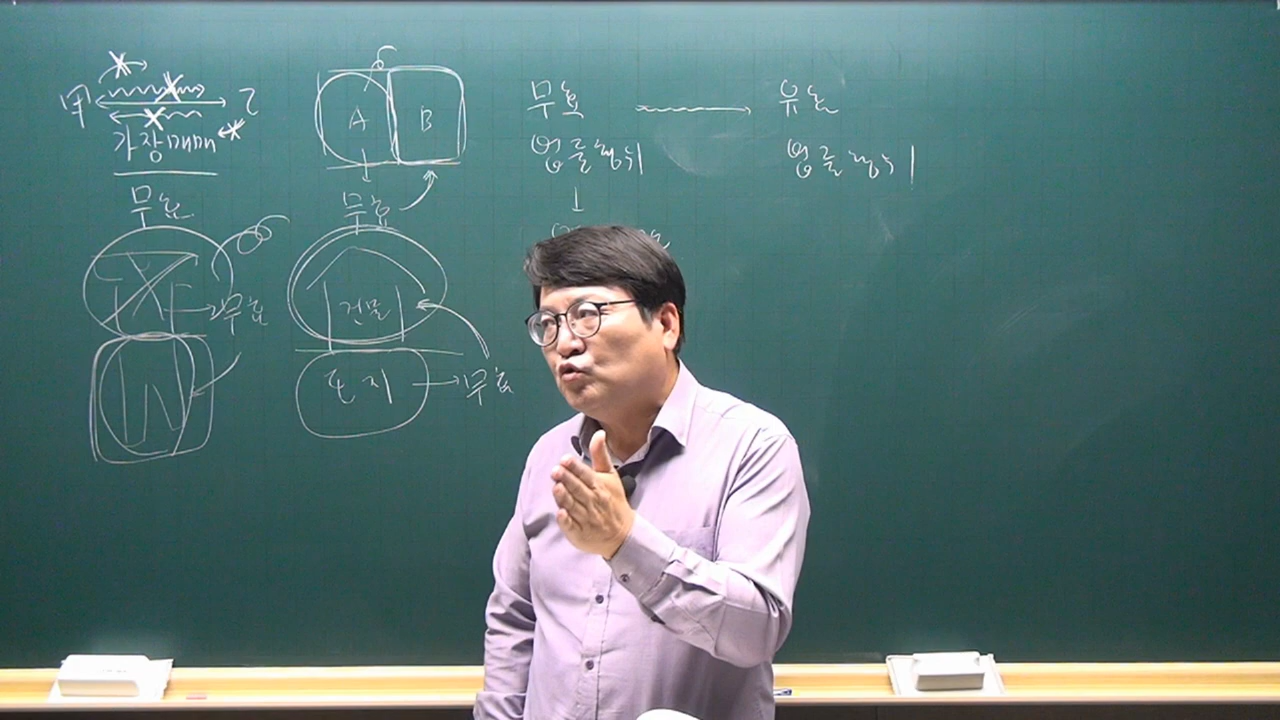 甲 乙
가장매매
무효
무효
A B
무효
건물
토지 → 무효
무효 → 유효
법률행위 법률행위